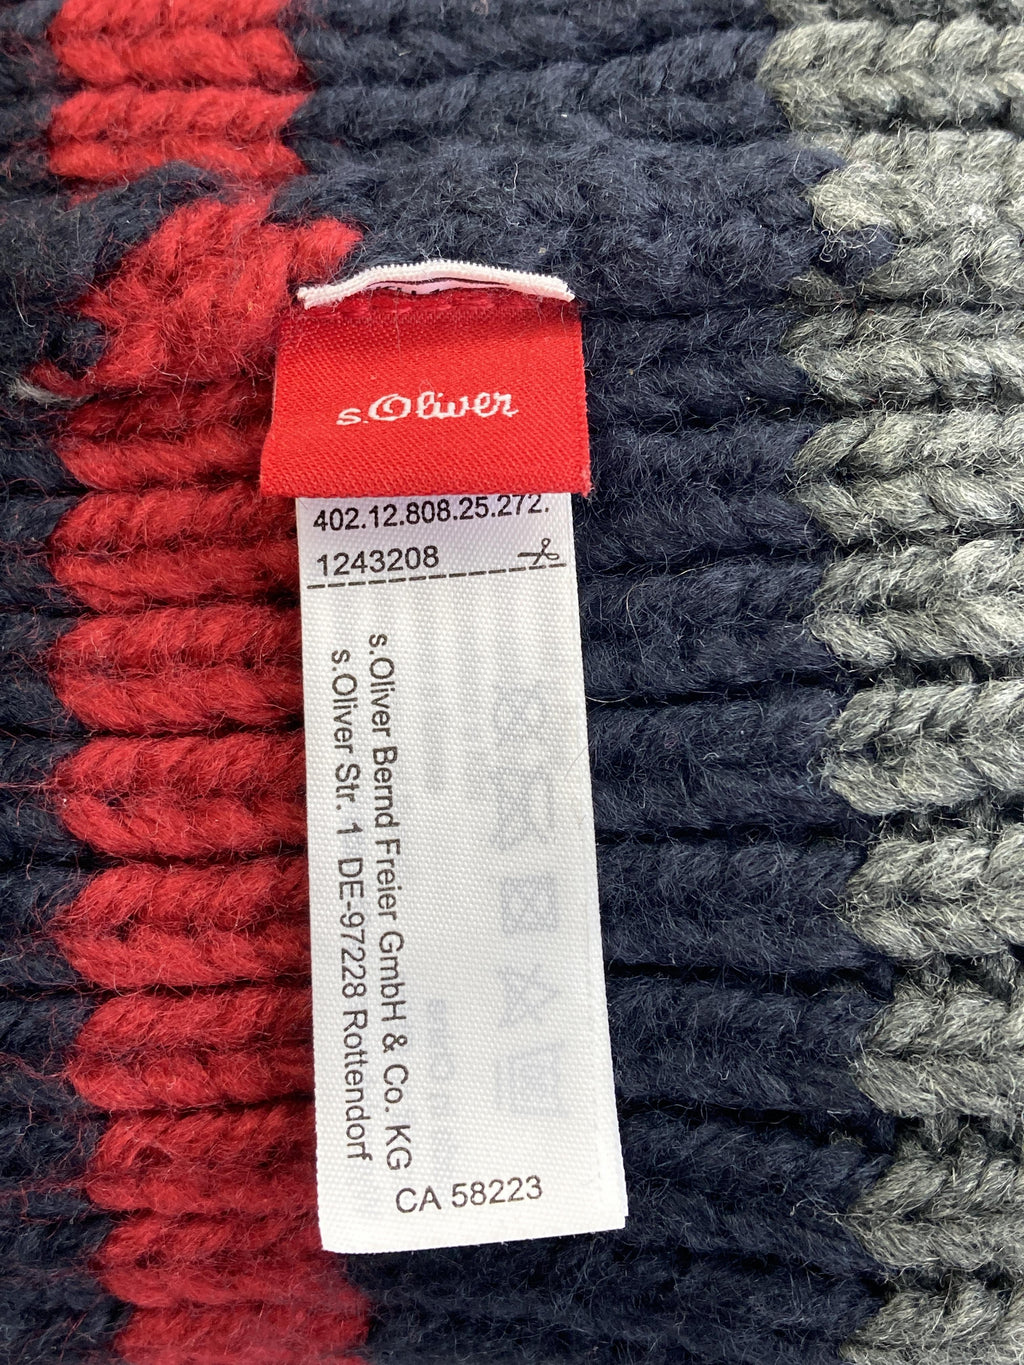 s.Oliver
402.12.808.25.272.
1243208
s.Oliver Bernd Freier GmbH & Co. KG
s.Oliver Str. 1 DE-97228 Rottendorf
CA 58223